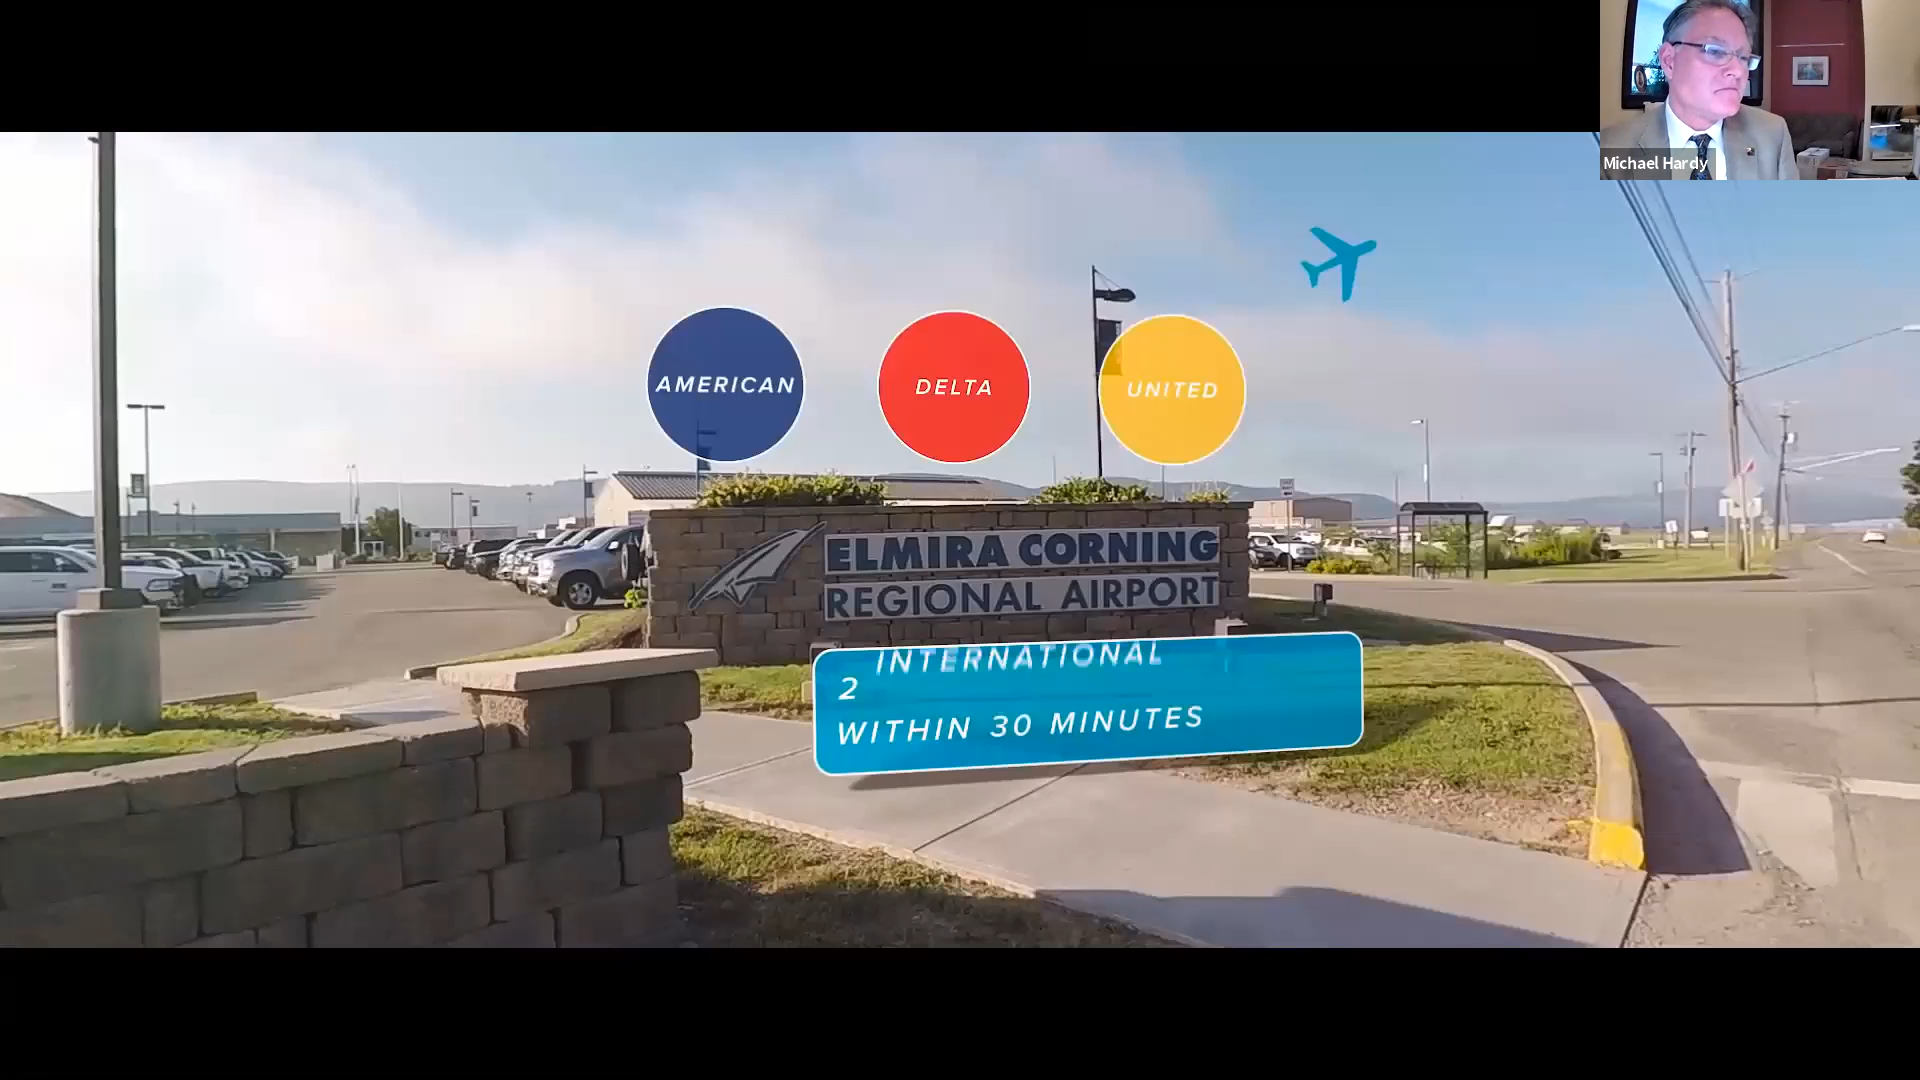 Michael Hardy
AMERICAN
DELTA
UNITED
ELMIRA CORNING
REGIONAL AIRPORT
INTERNATIONAL
2
WITHIN 30 MINUTES